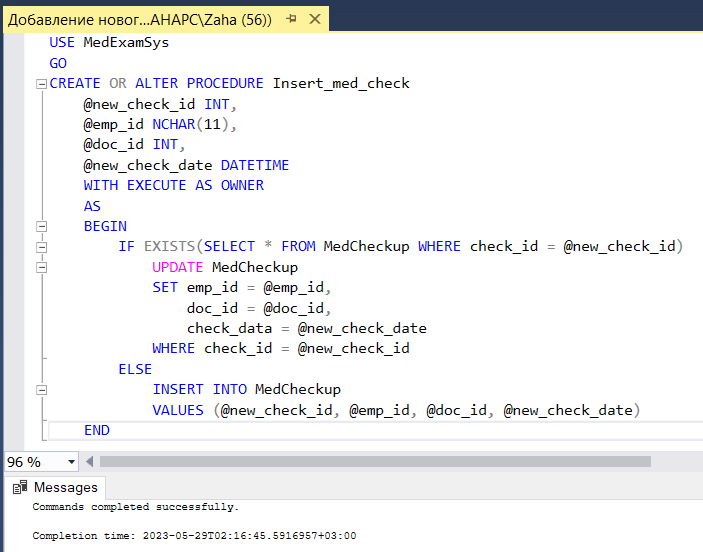 Добавление новог...АНАРС\Zaha (56))
USE MedExamSys
GO
CREATE OR ALTER PROCEDURE Insert_med_check
@new_check_id INT,
@emp_id NCHAR(11),
@doc_id INT,
@new_check_date DATETIME
WITH EXECUTE AS OWNER
AS
BEGIN
IF EXISTS(SELECT * FROM MedCheckup WHERE check_id = @new_check_id)
UPDATE MedCheckup
SET emp_id = @emp_id,
doc_id = @doc_id,
check_data = @new_check_date
WHERE check_id = @new_check_id
ELSE
INSERT INTO MedCheckup
VALUES (@new_check_id, @emp_id, @doc_id, @new_check_date)
END
96 %
Messages
Commands completed successfully.
Completion time: 2023-05-29T02:16:45.5916957+03:00